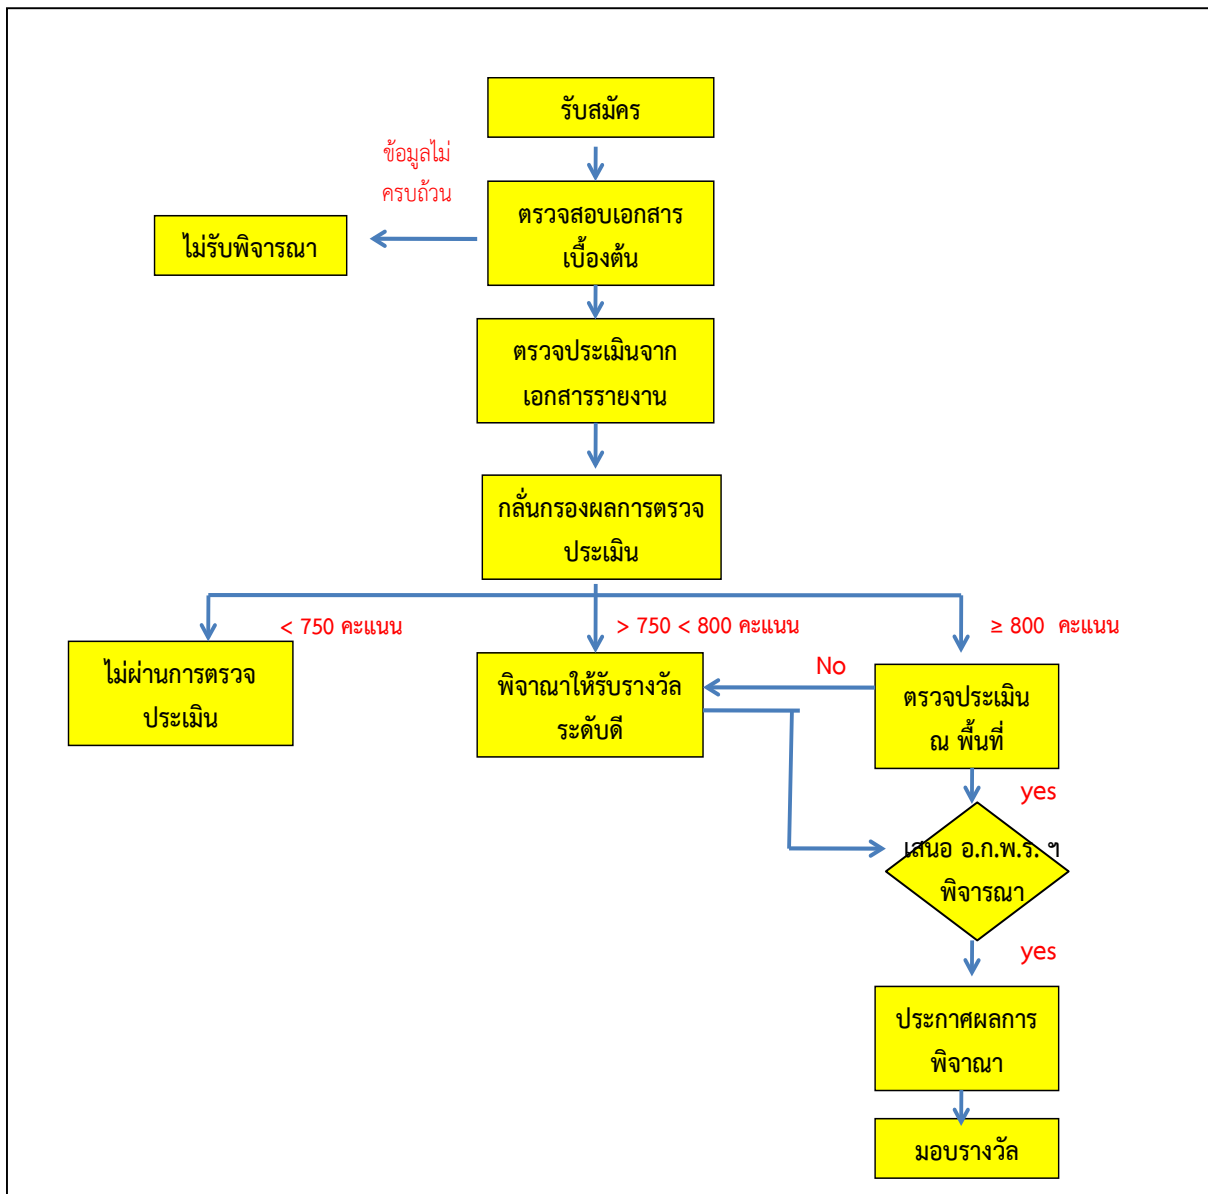 รับสมัคร
ข้อมูลไม่
ครบถ้วน
ตรวจสอบเอกสาร
เบื้องต้น
ไม่รับพิจารณา
ตรวจประเมินจาก
เอกสารรายงาน
กลั่นกรองผลการตรวจ
ประเมิน
< 750 คะแนน
> 750 < 800 คะแนน
≥ 800 คะแนน
ไม่ผ่านการตรวจ
ประเมิน
พิจาณาให้รับรางวัล
ระดับดี
No
ตรวจประเมิน
ณ พื้นที่
yes
เสนอ อ.ก.พ.ร. ฯ
พิจารณา
yes
ประกาศผลการ
พิจาณา
มอบรางวัล